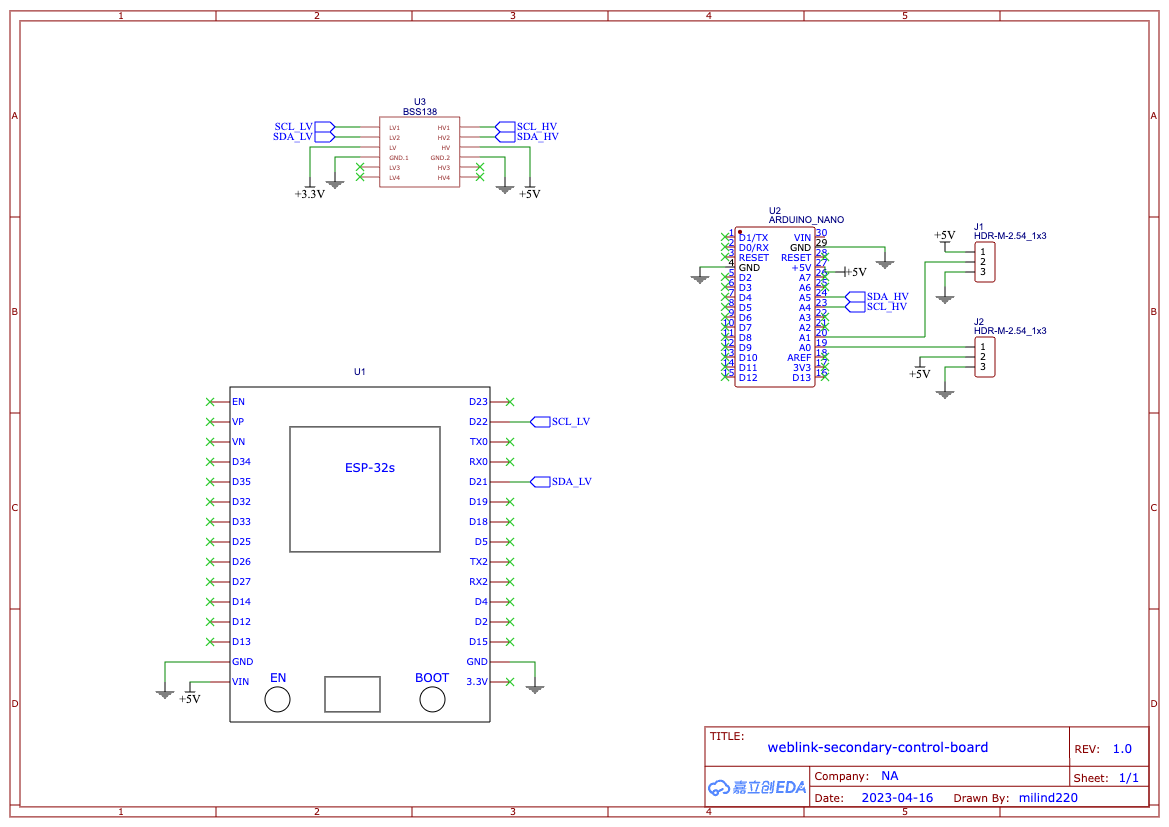 1 2 3 4 5
A A
B B
C C
D D
1 2 3 4 5
U3
BSS138
SCL_LV
SDA_LV
LV1 HV1
LV2 HV2
LV HV
GND.1 GND.2
LV3 HV3
LV4 HV4
SCL_HV
SDA_HV
+3.3V
+5V
U2
ARDUINO_NANO
1 D1/TX VIN 30
2 D0/RX GND 29
3 RESET RESET 28
4 GND +5V 27
5 D2 A7 26
6 D3 A6 25
7 D4 A5 24
8 D5 A4 23
9 D6 A3 22
10 D7 A2 21
11 D8 A1 20
12 D9 A0 19
13 D10 AREF 18
14 D11 3V3 17
15 D12 D13 16
+5V
SDA_HV
SCL_HV
J1
HDR-M-2.54_1x3
+5V
1
2
3
J2
HDR-M-2.54_1x3
1
2
3
+5V
U1
ESP-32s
EN D23
VP D22
VN TX0
D34 RX0
D35 D21
D32 D19
D33 D18
D25 D5
D26 TX2
D27 RX2
D14 D4
D12 D2
D13 D15
GND GND
VIN 3.3V
SCL_LV
SDA_LV
+5V
EN BOOT
TITLE:
weblink-secondary-control-board
REV: 1.0
嘉立创EDA
Company: NA
Sheet: 1/1
Date: 2023-04-16 Drawn By: milind220